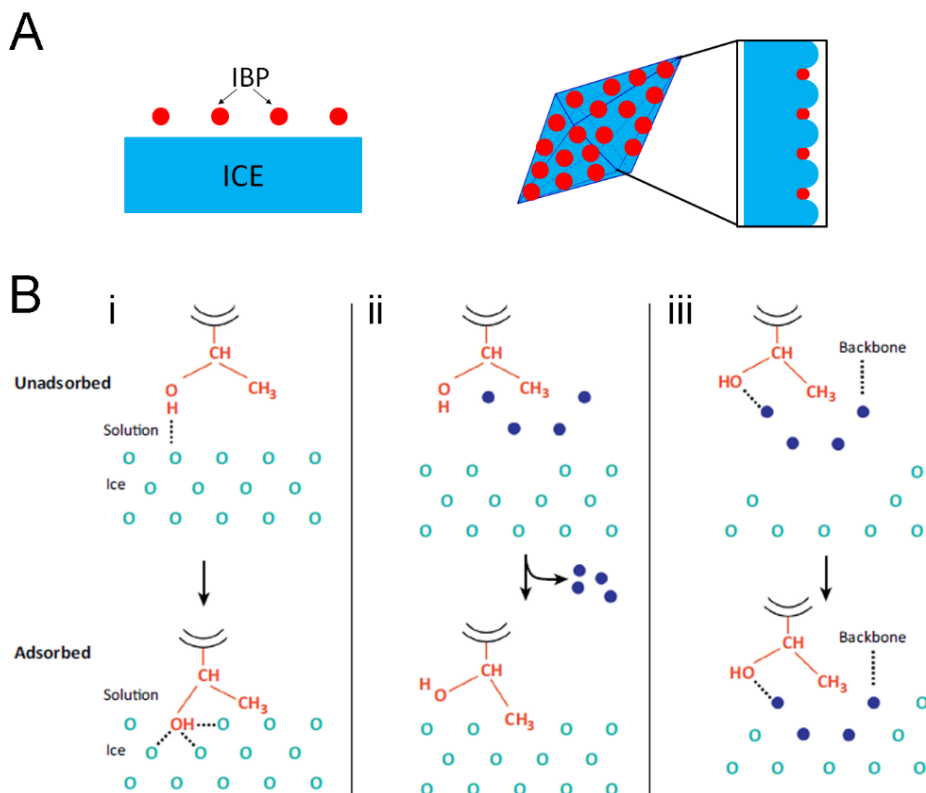 A
IBP
ICE
B
i
ii
iii
Unadsorbed
CH
O
H
CH3
Solution
O O O O O
Ice O O O O
O O O O O
CH
O
H
CH3
O O O O
O O O O
O O O O O
CH
HO
CH3
Backbone
O
O O
O O O O O
Adsorbed
CH
Solution
CH3
O OH O O O
Ice O O O O
O O O O O
H
O
CH
CH3
O O O O
O O O O
O O O O O
CH
HO
CH3
Backbone
O
O O
O O O O O